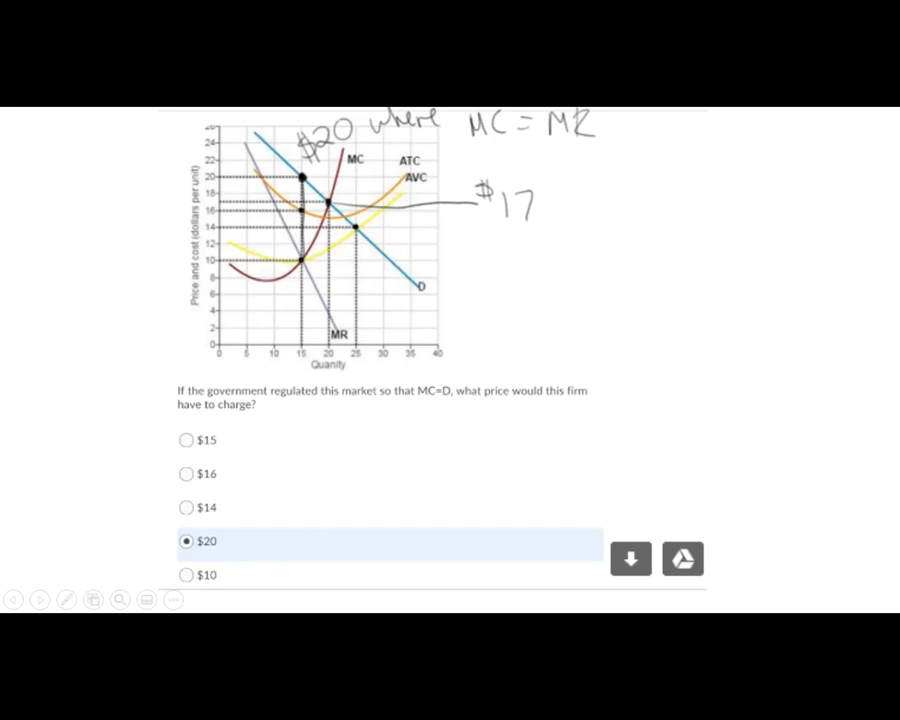 $20 where MC = MR
26
24
MC
ATC
22
AVC
20
18
$17
16
14
12
10
8
D
6
4
2
MR
0
0 5 10 15 20 25 30 35 40
Price and cost (dollars per unit)
Quanity
If the government regulated this market so that MC=D, what price would this firm
have to charge?
$15
$16
$14
$20
$10